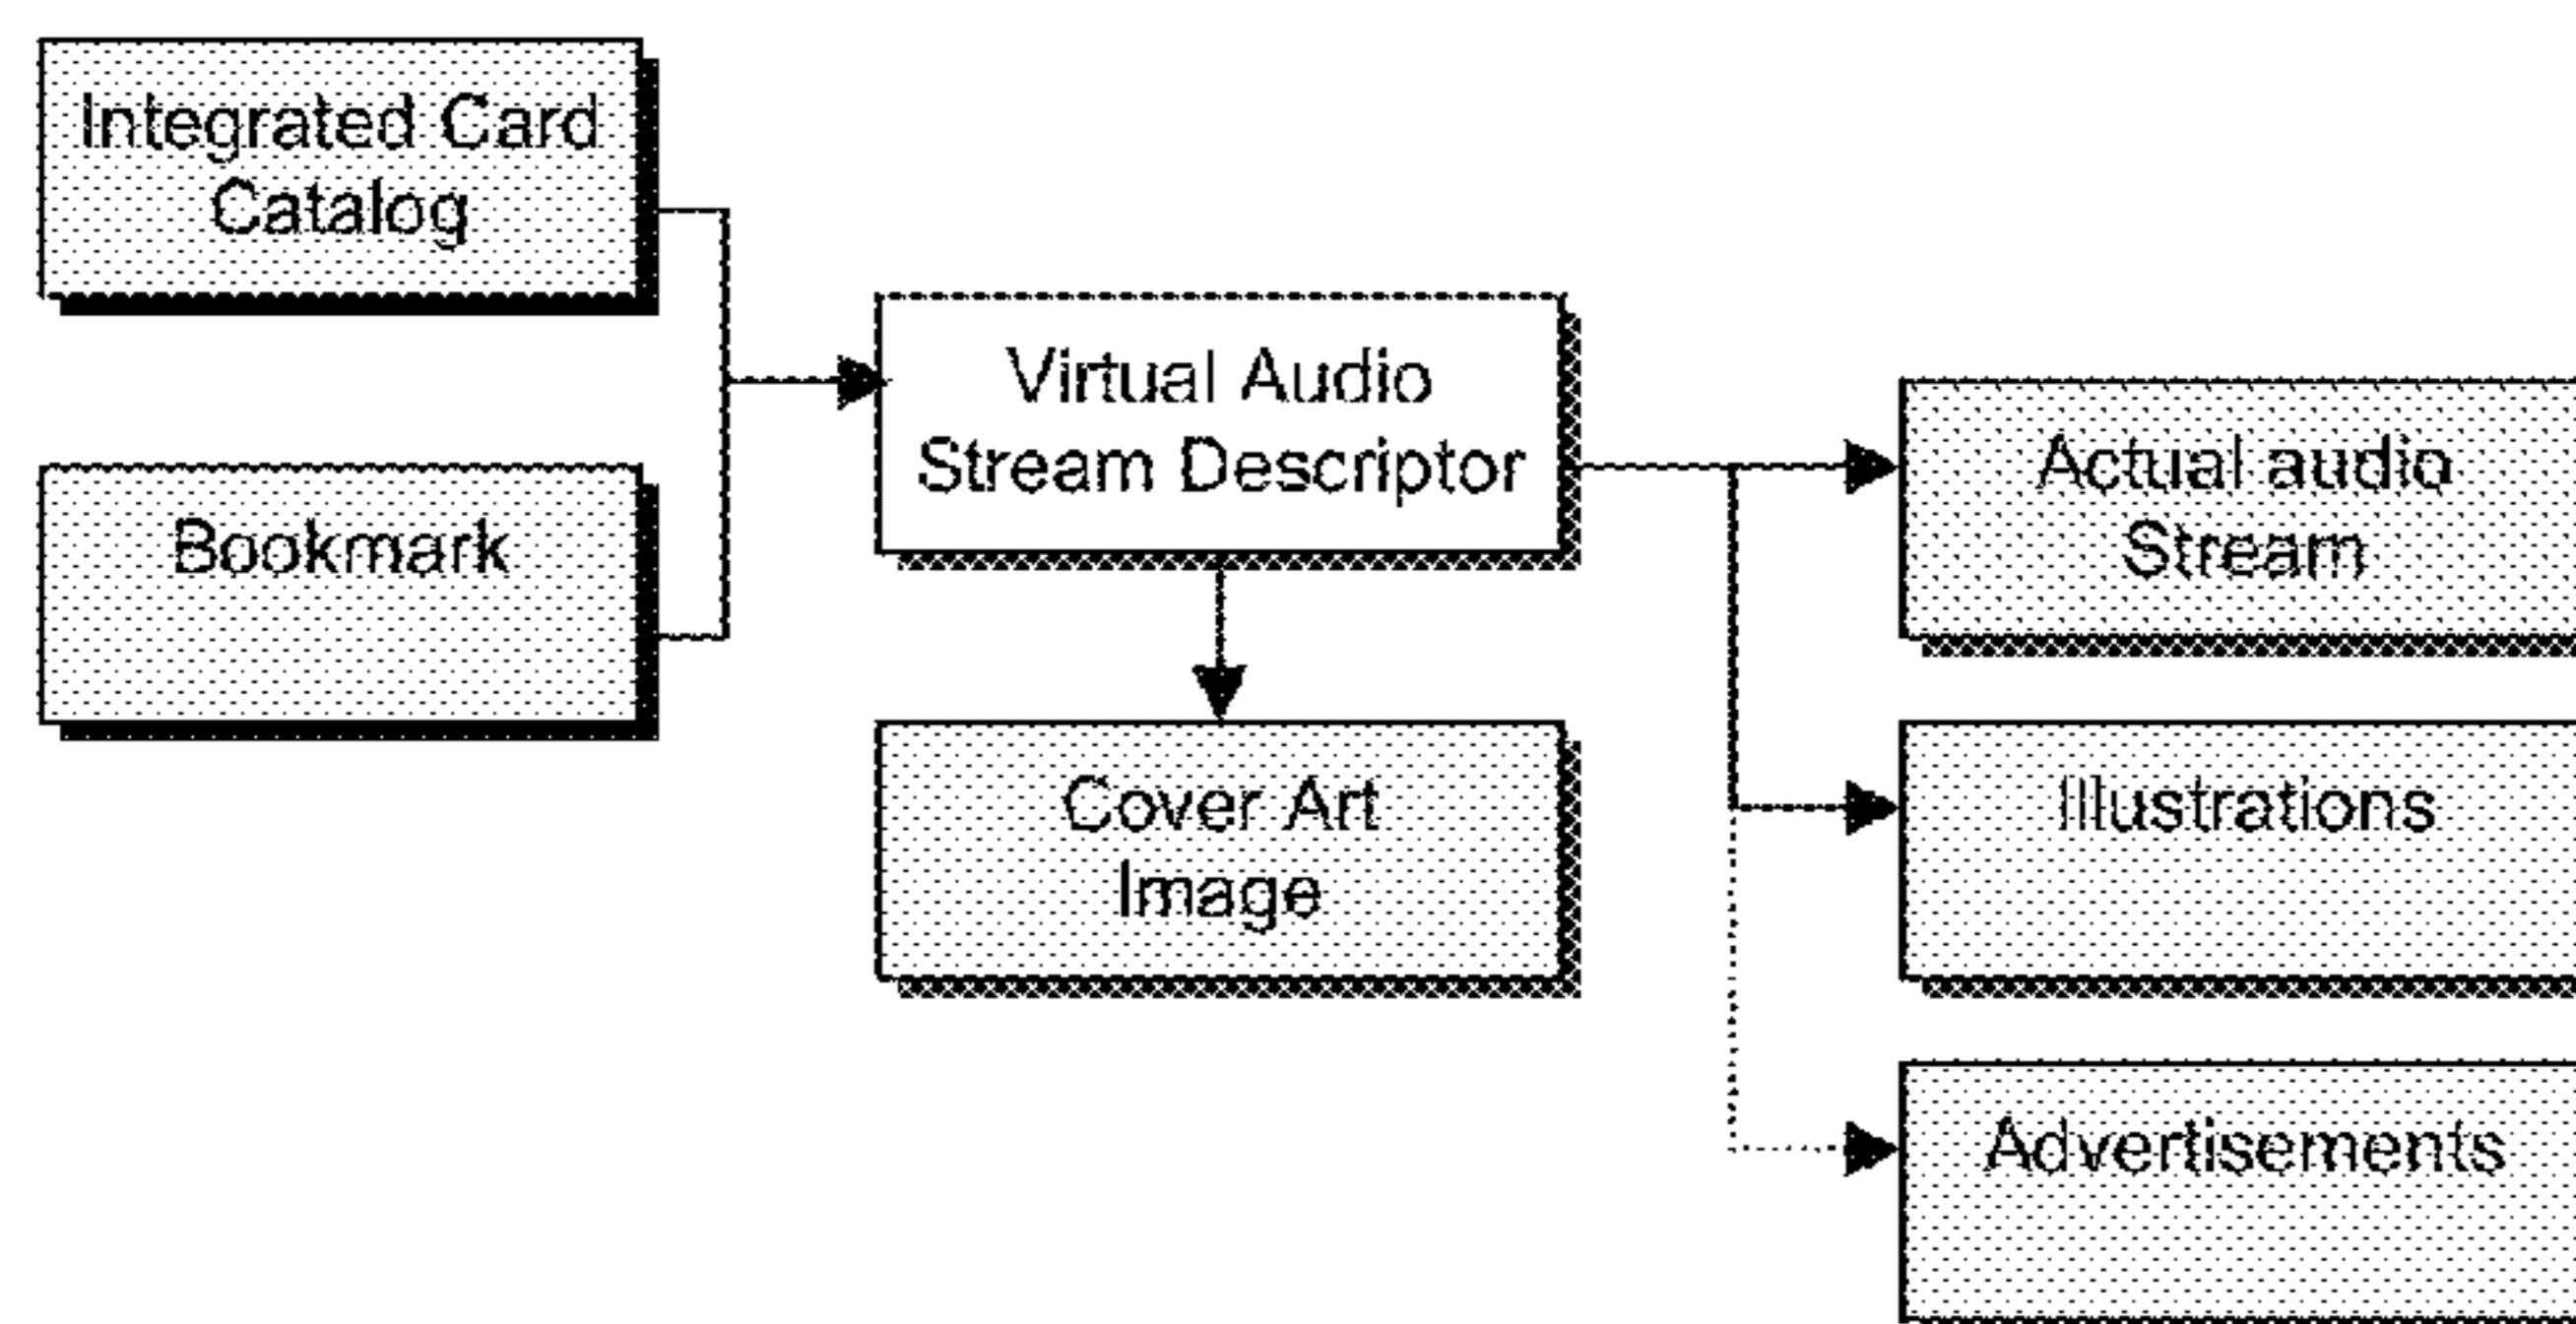 Integrated Card
Catalog
Bookmark
Virtual Audio
Stream Descriptor
Cover Art
Image
Actual audio
Stream
Illustrations
Advertisements